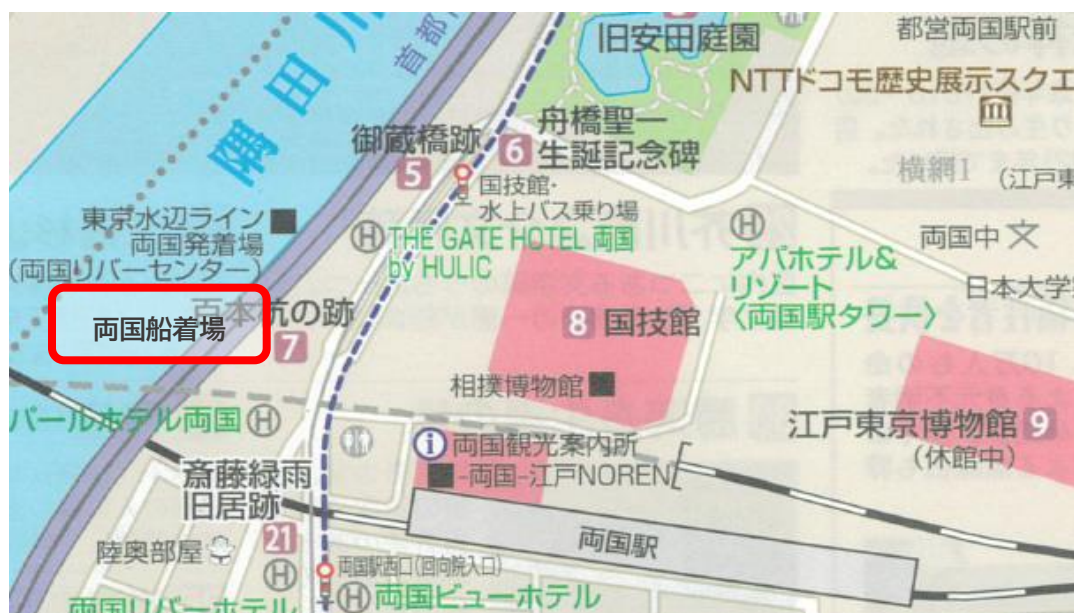 旧安田庭園
都営両国駅前
首都
NTTドコモ歴史展示スクエ
隅田川
舟橋聖一
生誕記念碑
6
御蔵橋跡
5
横網1
(江戸東
国技館・
水上バス乗り場
東京水辺ライン
両国発着場
(両国リバーセンター)
H
THE GATE HOTEL 両国
by HULIC
H
アパホテル&
リゾート
〈両国駅タワー〉
両国中
文
日本大学
両国船着場
百本杭の跡
7
8 国技館
相撲博物館
江戸東京博物館 9
(休館中)
パールホテル両国 H
i 両国観光案内所
-両国-江戸NOREN
斎藤緑雨
旧居跡
21
両国駅
陸奥部屋
H
両国駅西口(回向院入口)
H 両国ビューホテル
両国リバーホテル